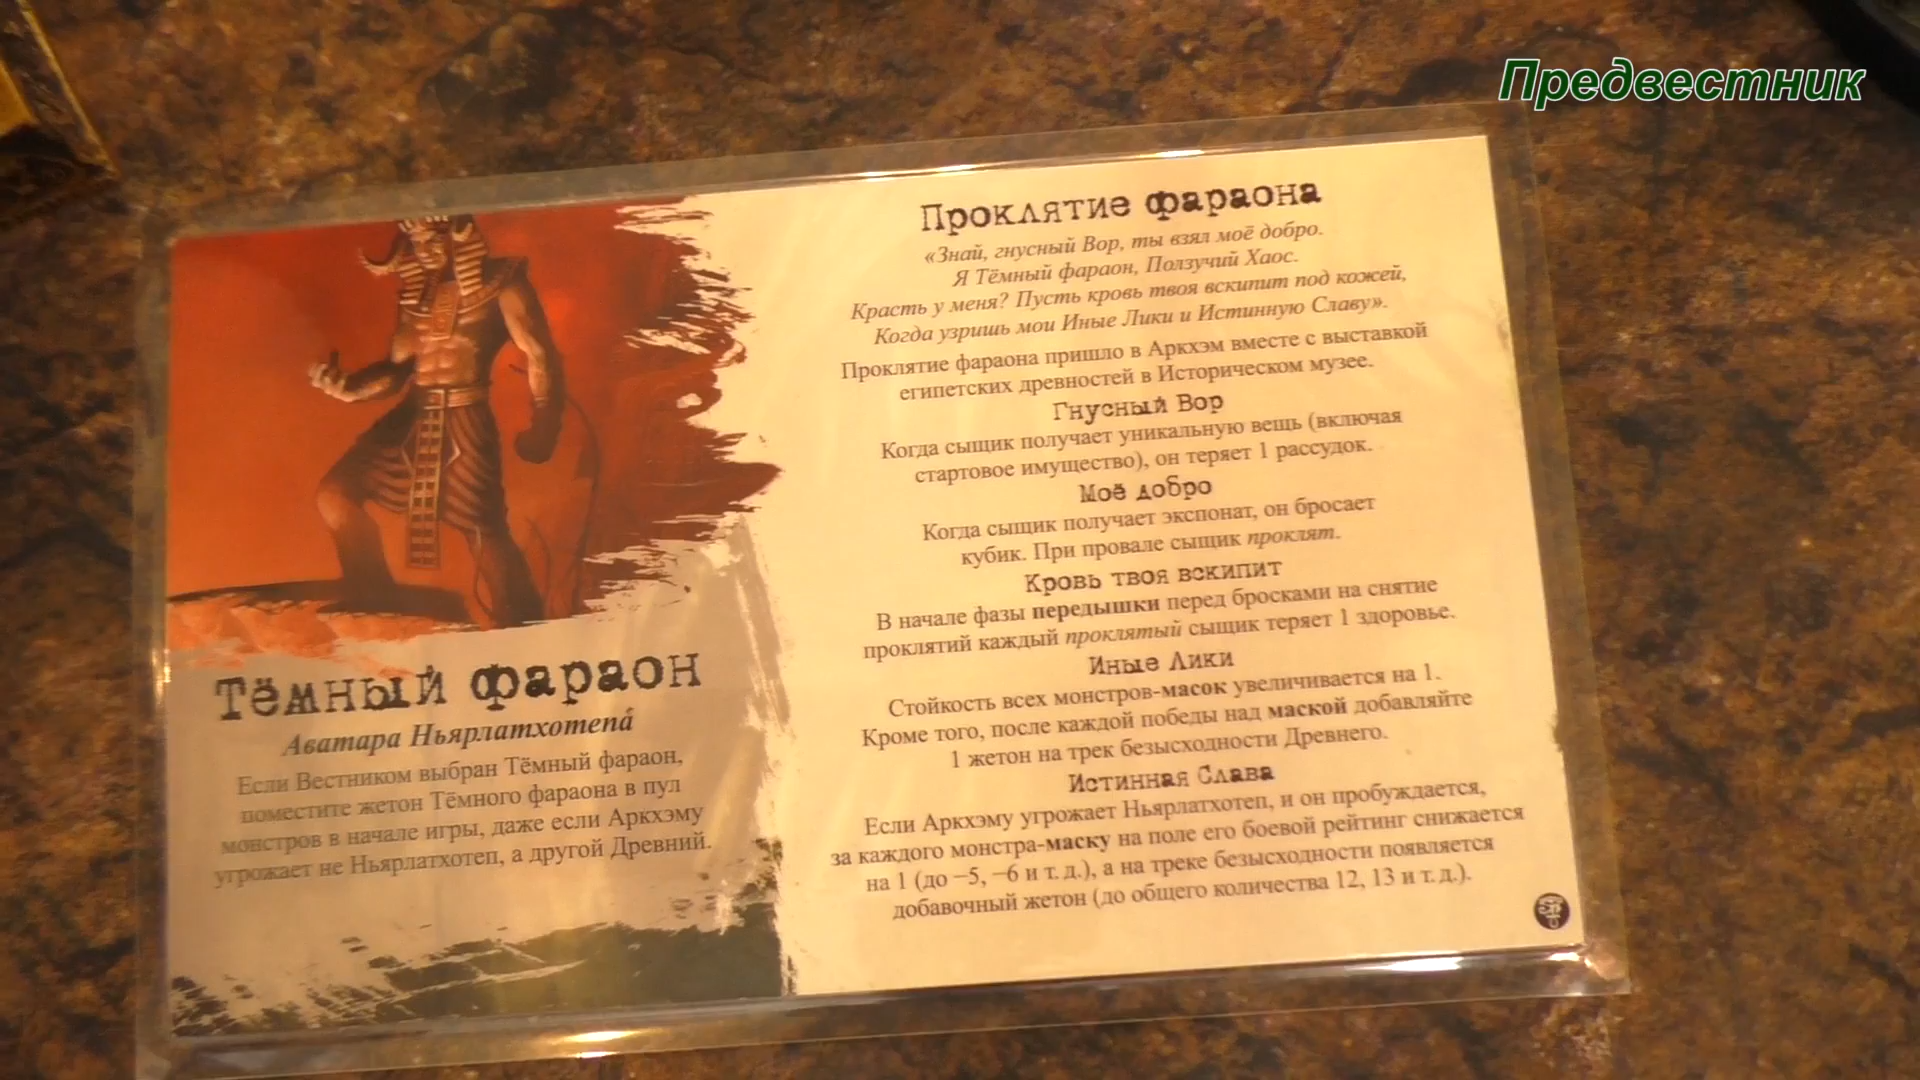 Предвестник
Тёмный фараон
Аватара Ньярлатхотепа
Если Вестником выбран Тёмный фараон,
поместите жетон Тёмного фараона в пул
монстров в начале игры, даже если Аркхэму
угрожает не Ньярлатхотеп, а другой Древний.
Проклятие фараона
«Знай, гнусный Вор, ты взял моё добро.
Я Тёмный фараон, Ползучий Хаос.
Красть у меня? Пусть кровь твоя вскипит под кожей,
Когда узришь мои Иные Лики и Истинную Славу».
Проклятие фараона пришло в Аркхэм вместе с выставкой
египетских древностей в Историческом музее.
Гнусный Вор
Когда сыщик получает уникальную вещь (включая
стартовое имущество), он теряет 1 рассудок.
Моё добро
Когда сыщик получает экспонат, он бросает
кубик. При провале сыщик проклят.
Кровь твоя вскипит
В начале фазы передышки перед бросками на снятие
проклятий каждый проклятый сыщик теряет 1 здоровье.
Иные Лики
Стойкость всех монстров-масок увеличивается на 1.
Кроме того, после каждой победы над маской добавляйте
1 жетон на трек безысходности Древнего.
Истинная Слава
Если Аркхэму угрожает Ньярлатхотеп, и он пробуждается,
за каждого монстра-маску на поле его боевой рейтинг снижается
на 1 (до −5, −6 и т. д.), а на треке безысходности появляется
добавочный жетон (до общего количества 12, 13 и т. д.).